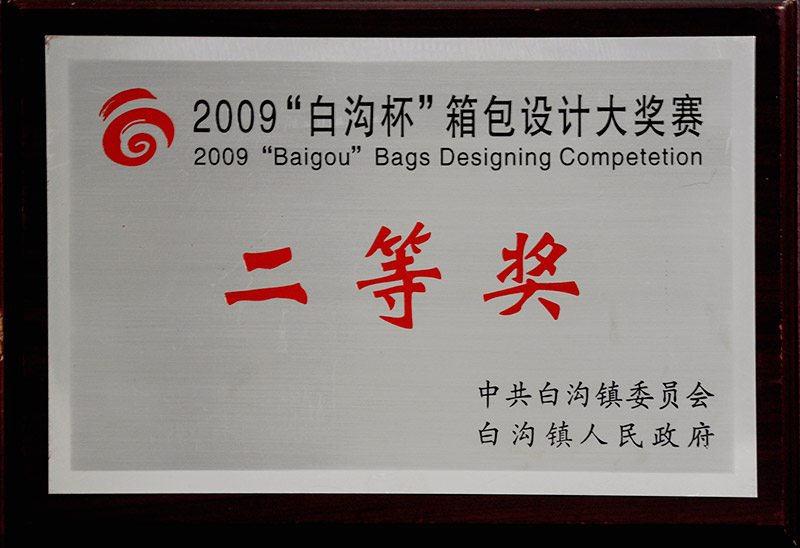 2009“白沟杯”箱包设计大奖赛
2009 “Baigou” Bags Designing Competetion
二等奖
中共白沟镇委员会
白沟镇人民政府